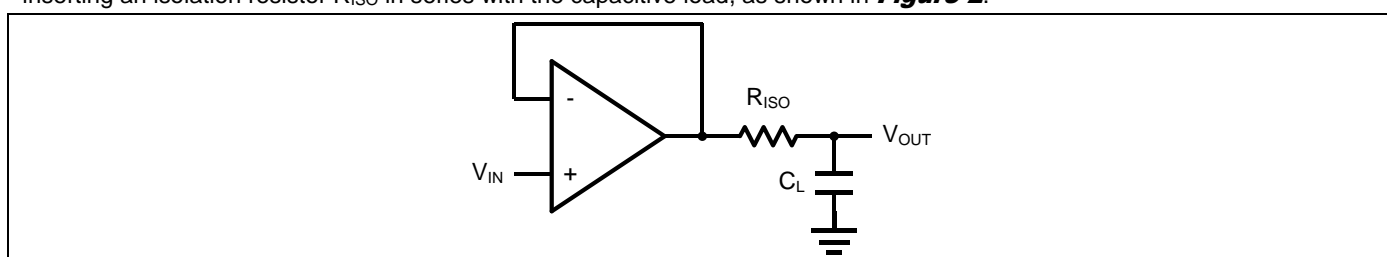 inserting an isolation resistor RISO in series with the capacitive load, as shown in Figure 2.
-
RISO
VOUT
VIN
+
CL